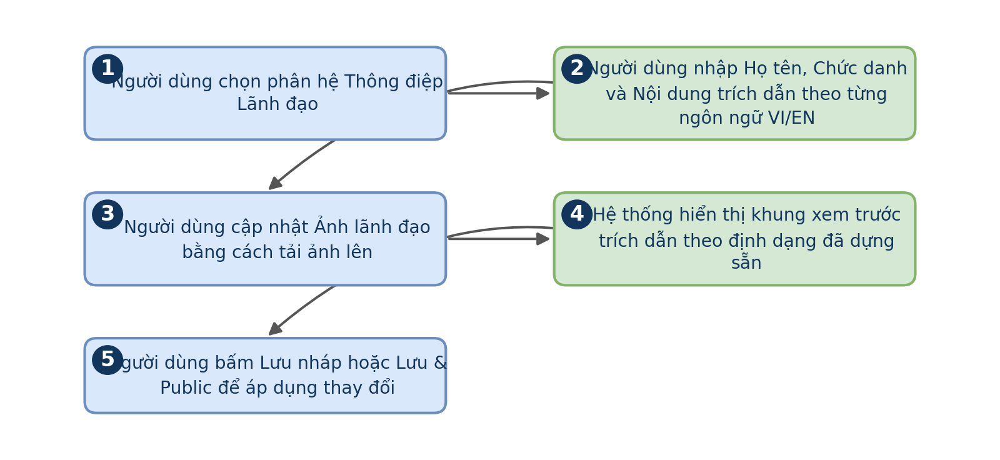 1
Người dùng chọn phân hệ Thông điệp
Lãnh đạo
2
Người dùng nhập Họ tên, Chức danh
và Nội dung trích dẫn theo từng
ngôn ngữ VI/EN
3
Người dùng cập nhật Ảnh lãnh đạo
bằng cách tải ảnh lên
4
Hệ thống hiển thị khung xem trước
trích dẫn theo định dạng đã dựng
sẵn
5
Người dùng bấm Lưu nháp hoặc Lưu &
Public để áp dụng thay đổi